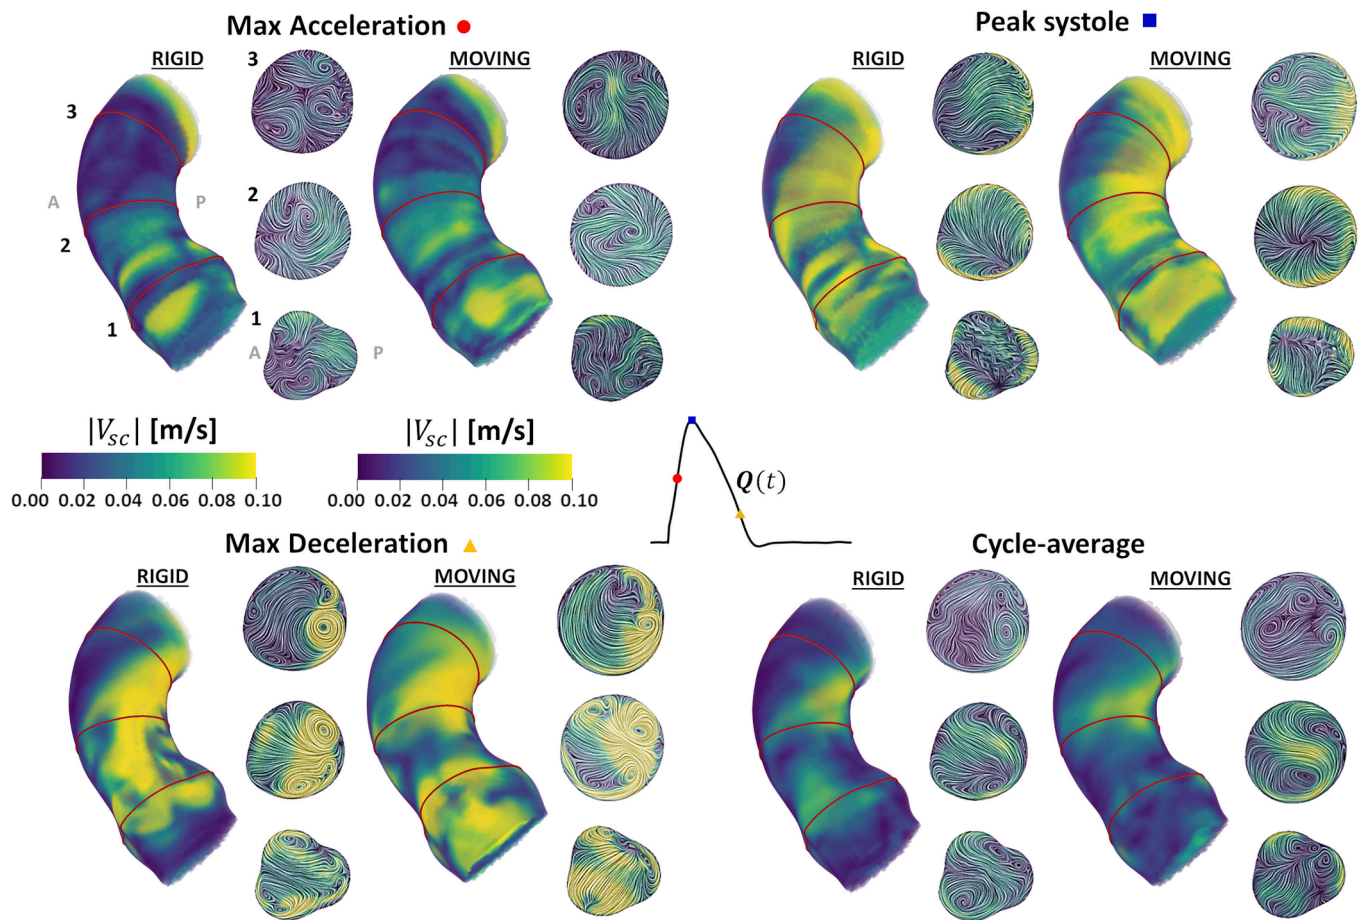 Max Acceleration
Peak systole
RIGID
MOVING
RIGID
MOVING
3
3
A
P
2
2
1
1
A
P
|V_sc| [m/s]
0.00 0.02 0.04 0.06 0.08 0.10
|V_sc| [m/s]
0.00 0.02 0.04 0.06 0.08 0.10
Q(t)
Max Deceleration
Cycle-average
RIGID
MOVING
RIGID
MOVING